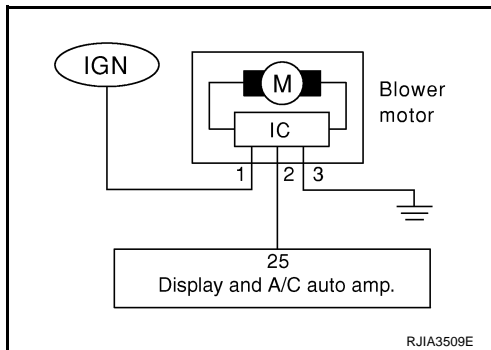 IGN
M
Blower
motor
IC
1 2 3
25
Display and A/C auto amp.
RJIA3509E